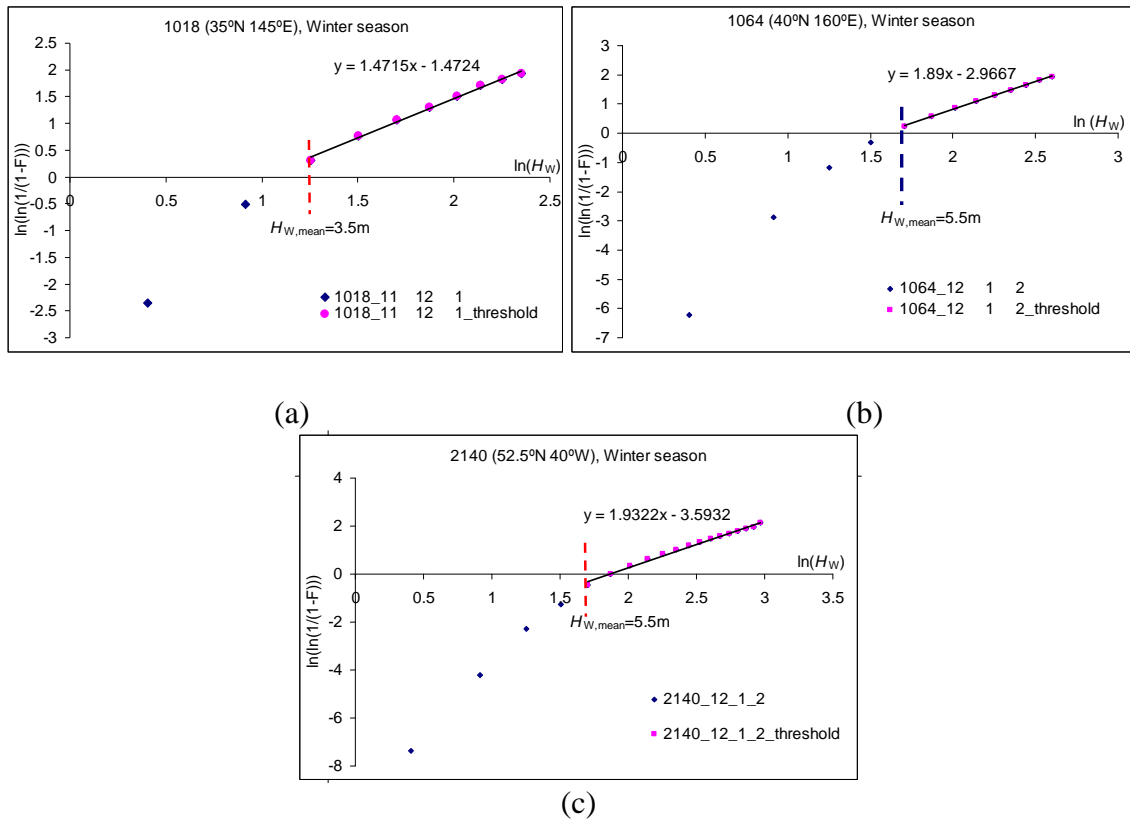 1018 (35ºN 145ºE), Winter season
2.5
2
1.5
1
0.5
0
-0.5
-1
-1.5
-2
-2.5
-3
y = 1.4715x - 1.4724
ln(H_W)
0 0.5 1 1.5 2 2.5
H_W,mean=3.5m
ln(ln(1/(1-F)))
1018_11 12 1
1018_11 12 1_threshold
1064 (40ºN 160ºE), Winter season
3
2
1
0
-1
-2
-3
-4
-5
-6
-7
y = 1.89x - 2.9667
ln (H_W)
0 0.5 1 1.5 2 2.5 3
H_W,mean=5.5m
ln(ln(1/(1-F)))
1064_12 1 2
1064_12 1 2_threshold
(a)
(b)
2140 (52.5ºN 40ºW), Winter season
4
2
0
-2
-4
-6
-8
y = 1.9322x - 3.5932
ln(H_W)
0 0.5 1 1.5 2 2.5 3 3.5
H_W,mean=5.5m
ln(ln(1/(1-F)))
2140_12_1_2
2140_12_1_2_threshold
(c)